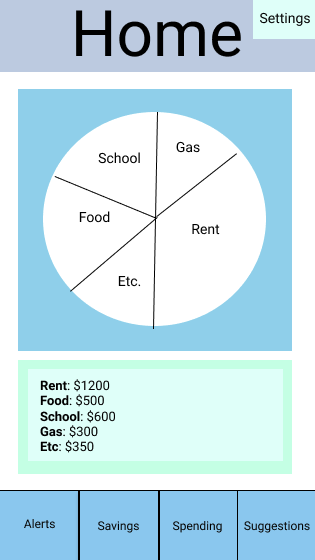 Home
Settings
School
Gas
Food
Rent
Etc.
Rent: $1200
Food: $500
School: $600
Gas: $300
Etc: $350
Alerts
Savings
Spending
Suggestions